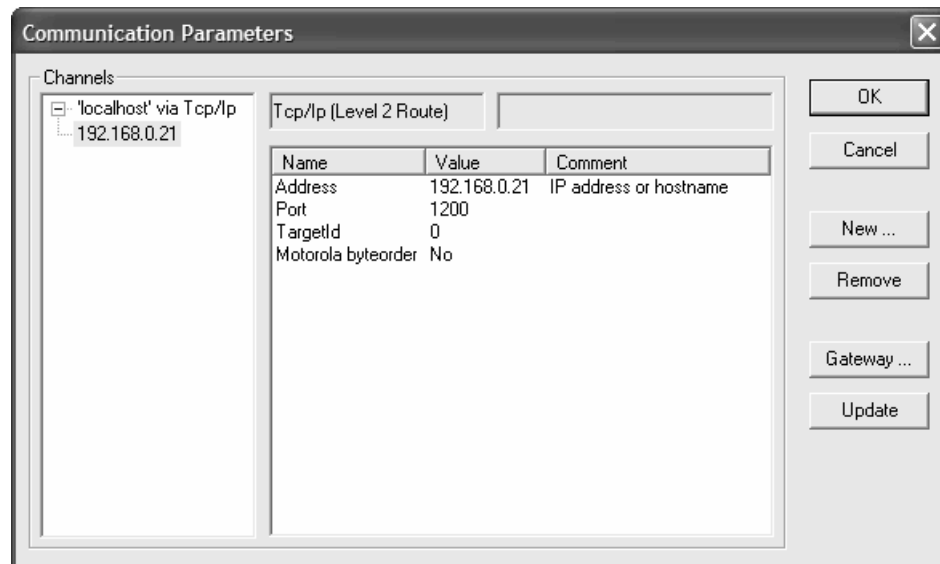 Communication Parameters
Channels
'localhost' via Tcp/Ip
192.168.0.21
Tcp/Ip (Level 2 Route)
Name Value Comment
Address 192.168.0.21 IP address or hostname
Port 1200
TargetId 0
Motorola byteorder No
OK
Cancel
New ...
Remove
Gateway ...
Update